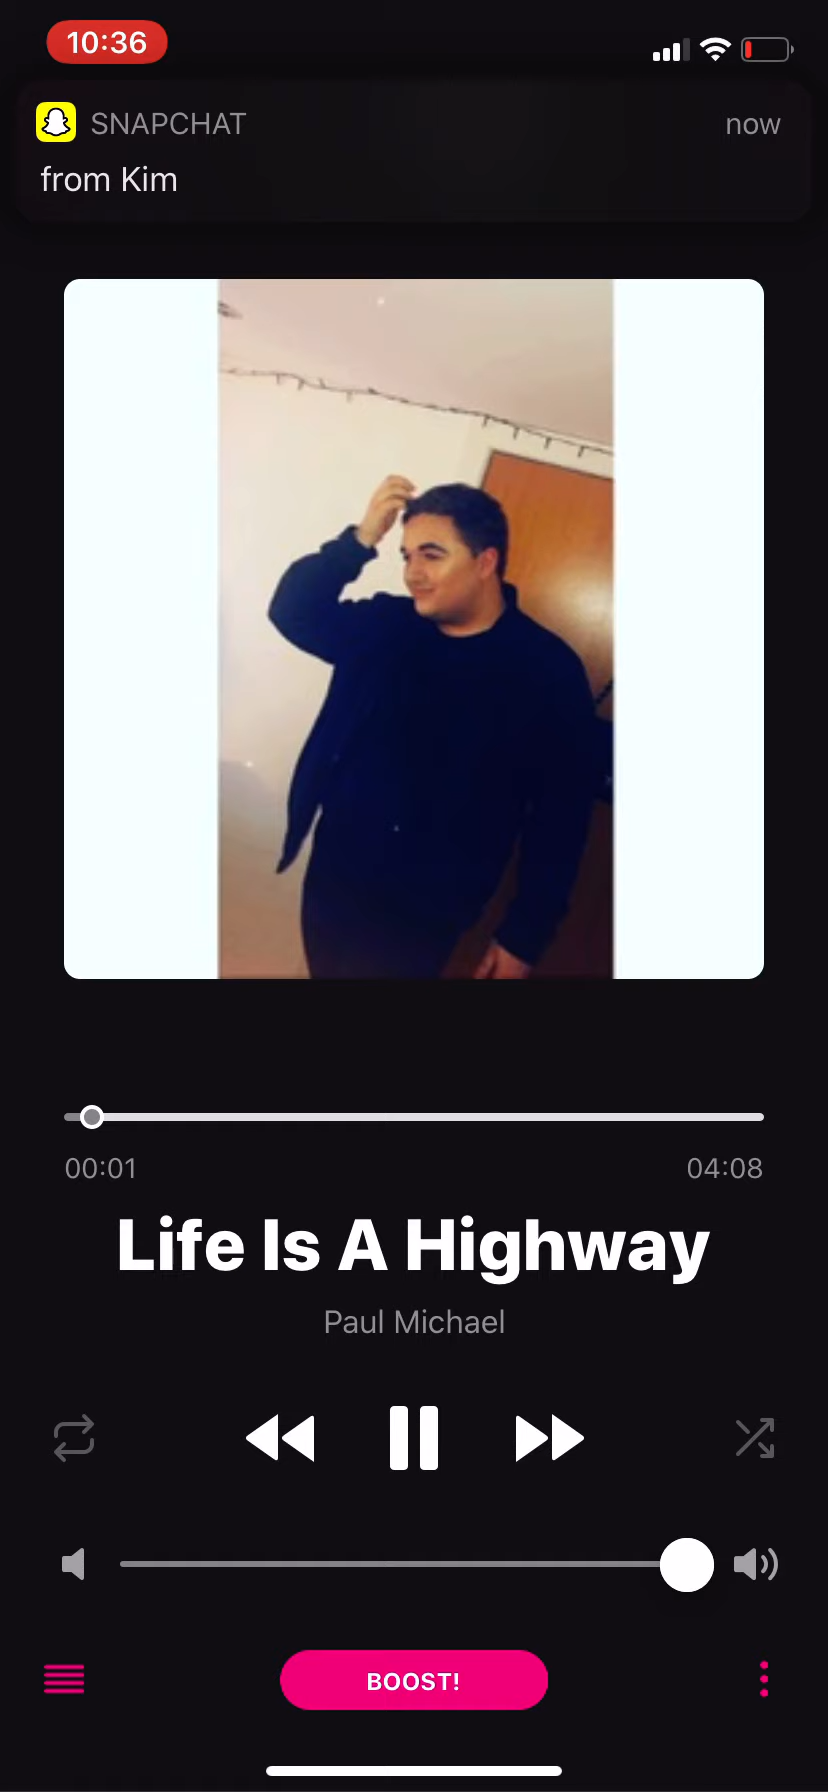 10:36
SNAPCHAT
now
from Kim
00:01
04:08
Life Is A Highway
Paul Michael
BOOST!